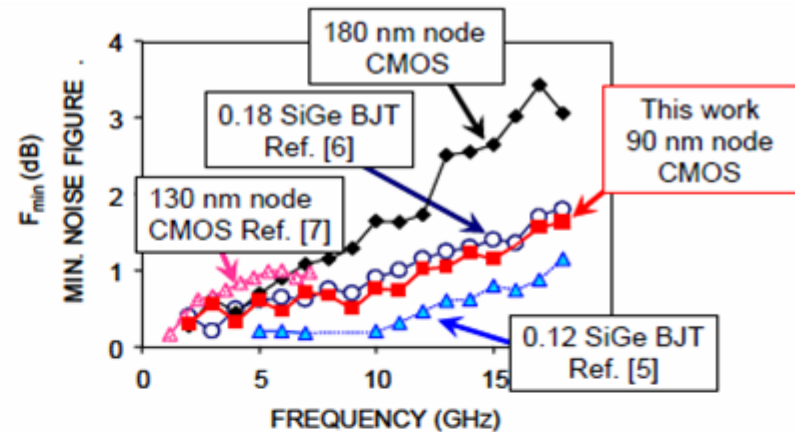 180 nm node
CMOS
0.18 SiGe BJT
Ref. [6]
This work
90 nm node
CMOS
130 nm node
CMOS Ref. [7]
0.12 SiGe BJT
Ref. [5]
F_min (dB)
MIN. NOISE FIGURE .
4
3
2
1
0
0
5
10
15
FREQUENCY (GHz)